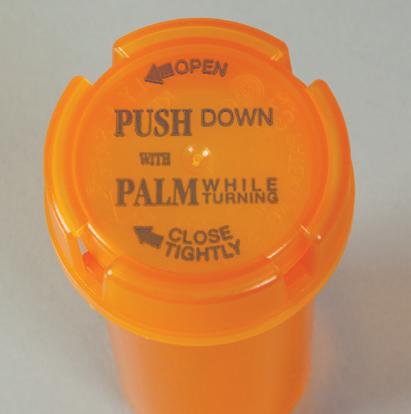 OPEN
PUSH DOWN
WITH
PALM WHILE
TURNING
CLOSE
TIGHTLY